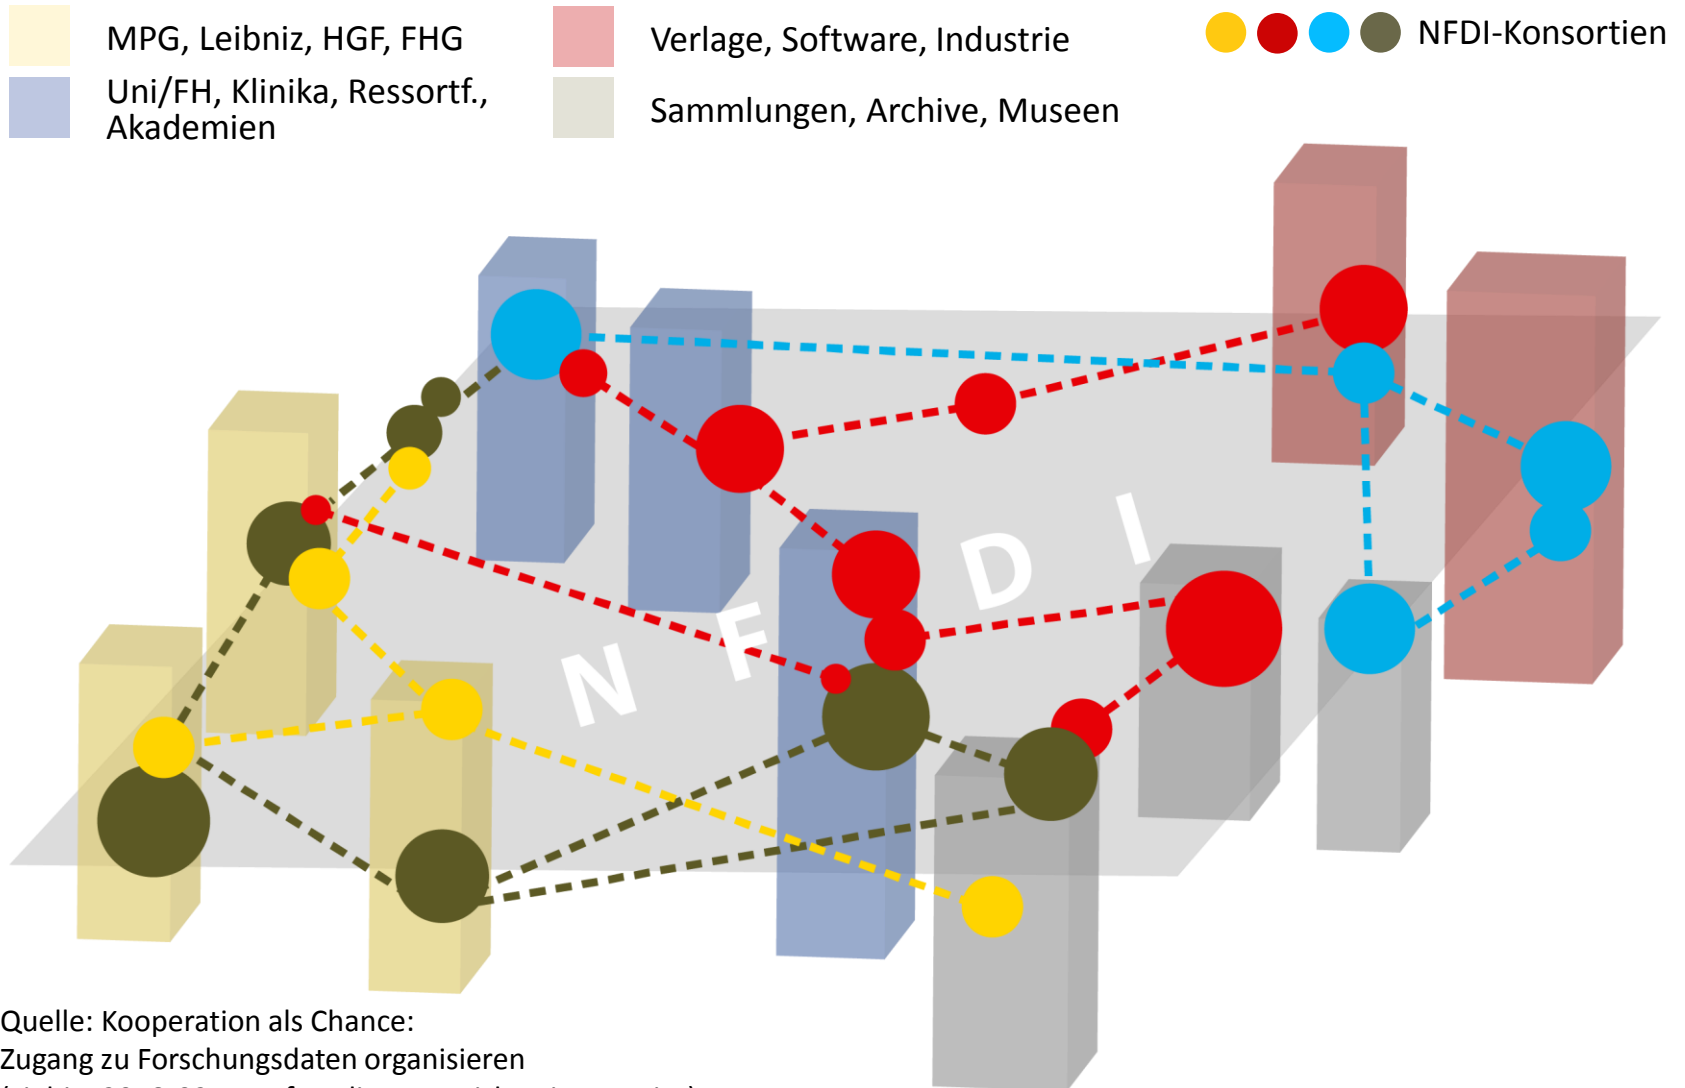 MPG, Leibniz, HGF, FHG
Uni/FH, Klinika, Ressortf.,
Akademien
Verlage, Software, Industrie
Sammlungen, Archive, Museen
NFDI-Konsortien
N F D I
Quelle: Kooperation als Chance:
Zugang zu Forschungsdaten organisieren